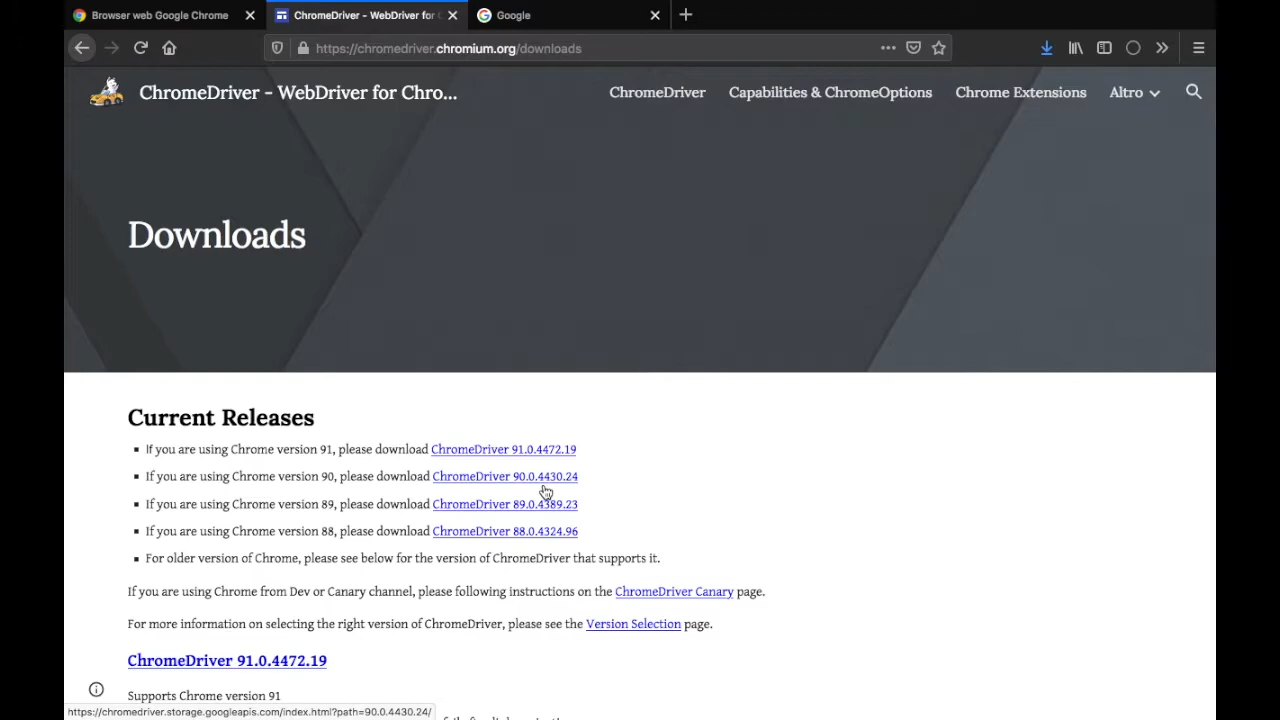 Browser web Google Chrome
ChromeDriver - WebDriver for C
Google
https://chromedriver.chromium.org/downloads
ChromeDriver - WebDriver for Chro...
ChromeDriver
Capabilities & ChromeOptions
Chrome Extensions
Altro
Downloads
Current Releases
If you are using Chrome version 91, please download ChromeDriver 91.0.4472.19
If you are using Chrome version 90, please download ChromeDriver 90.0.4430.24
If you are using Chrome version 89, please download ChromeDriver 89.0.4389.23
If you are using Chrome version 88, please download ChromeDriver 88.0.4324.96
For older version of Chrome, please see below for the version of ChromeDriver that supports it.
If you are using Chrome from Dev or Canary channel, please following instructions on the ChromeDriver Canary page.
For more information on selecting the right version of ChromeDriver, please see the Version Selection page.
ChromeDriver 91.0.4472.19
Supports Chrome version 91
https://chromedriver.storage.googleapis.com/index.html?path=90.0.4430.24/